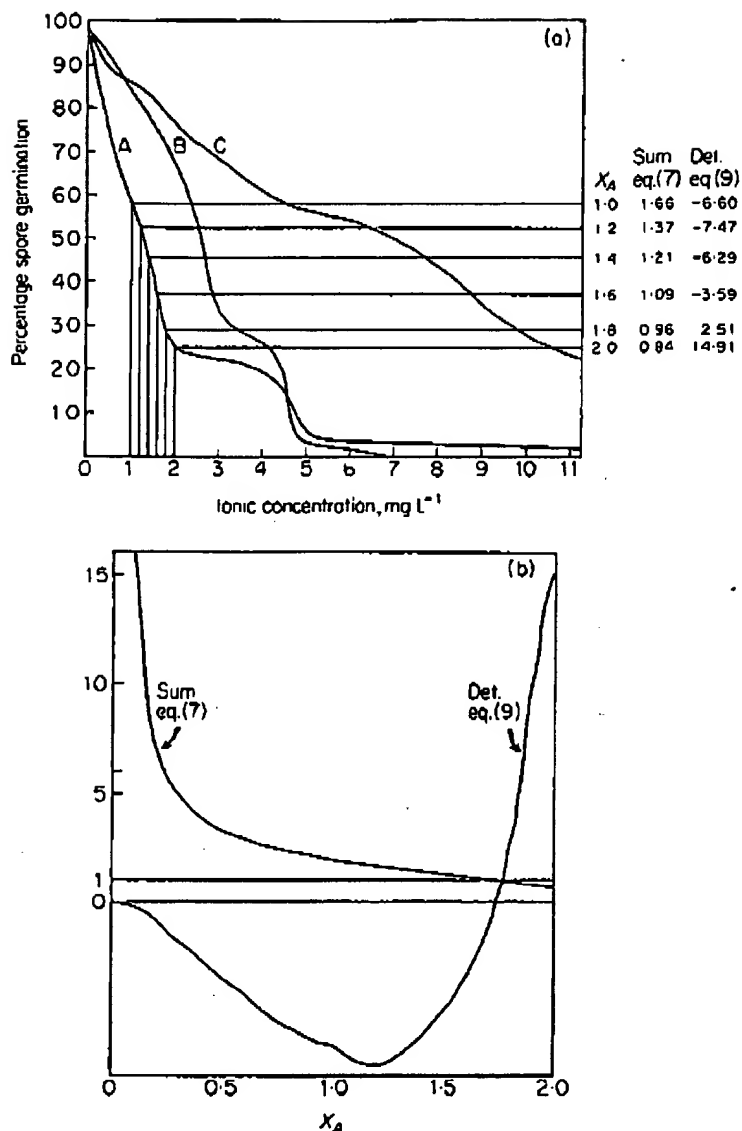 (a)
Percentage spore germination
100
90
80
70
60
50
40
30
20
10
A
B
C
0 1 2 3 4 5 6 7 8 9 10 11
Ionic concentration, mg L⁻¹
Sum Det.
X_A eq.(7) eq(9)
1·0 1·66 -6·60
1·2 1·37 -7·47
1·4 1·21 -6·29
1·6 1·09 -3·59
1·8 0·96 2·51
2·0 0·84 14·91
(b)
15
10
5
1
0
Sum
eq.(7)
Det.
eq.(9)
0 0·5 1·0 1·5 2·0
X_A